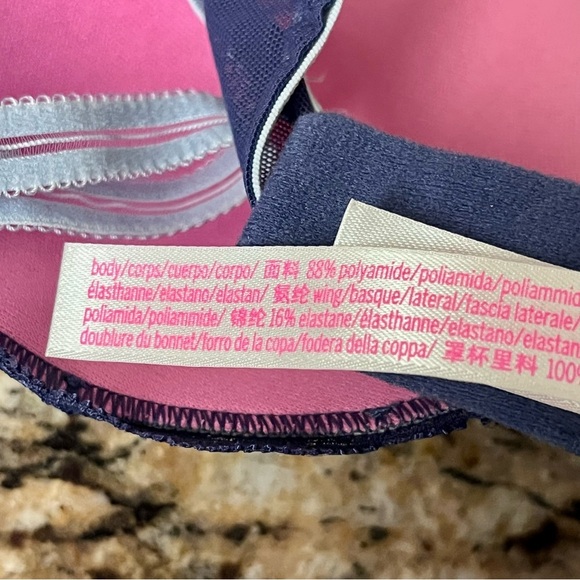 body/corps/cuerpo/corpo/ 面料 88% polyamide/poliamida/poliammid
élasthanne/elastano/elastan/ 氨纶 wing/basque/lateral/fascia laterale/
poliamida/poliammide/ 锦纶 16% elastane/élasthanne/elastano/elastan
doublure du bonnet/forro de la copa/fodera della coppa/ 罩杯里料 100%